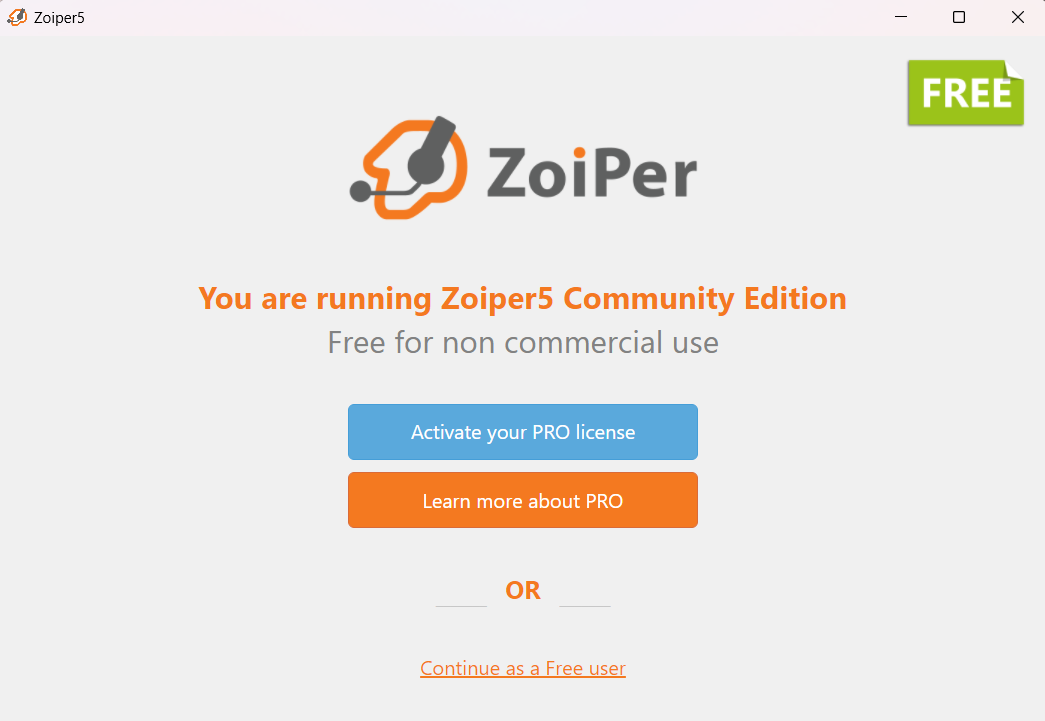 Zoiper5
FREE
ZoiPer
You are running Zoiper5 Community Edition
Free for non commercial use
Activate your PRO license
Learn more about PRO
OR
Continue as a Free user